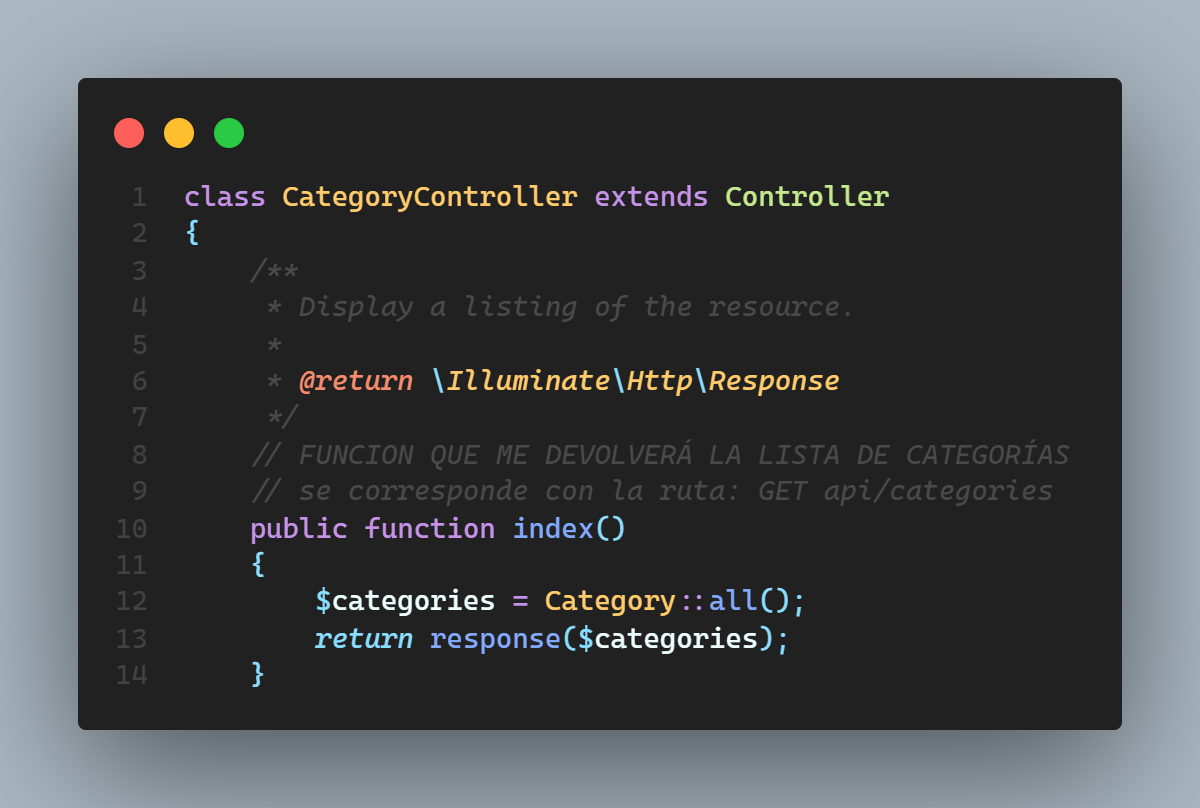 1 class CategoryController extends Controller
2 {
3     /**
4      * Display a listing of the resource.
5      *
6      * @return \Illuminate\Http\Response
7      */
8     // FUNCION QUE ME DEVOLVERÁ LA LISTA DE CATEGORÍAS
9     // se corresponde con la ruta: GET api/categories
10     public function index()
11     {
12         $categories = Category::all();
13         return response($categories);
14     }